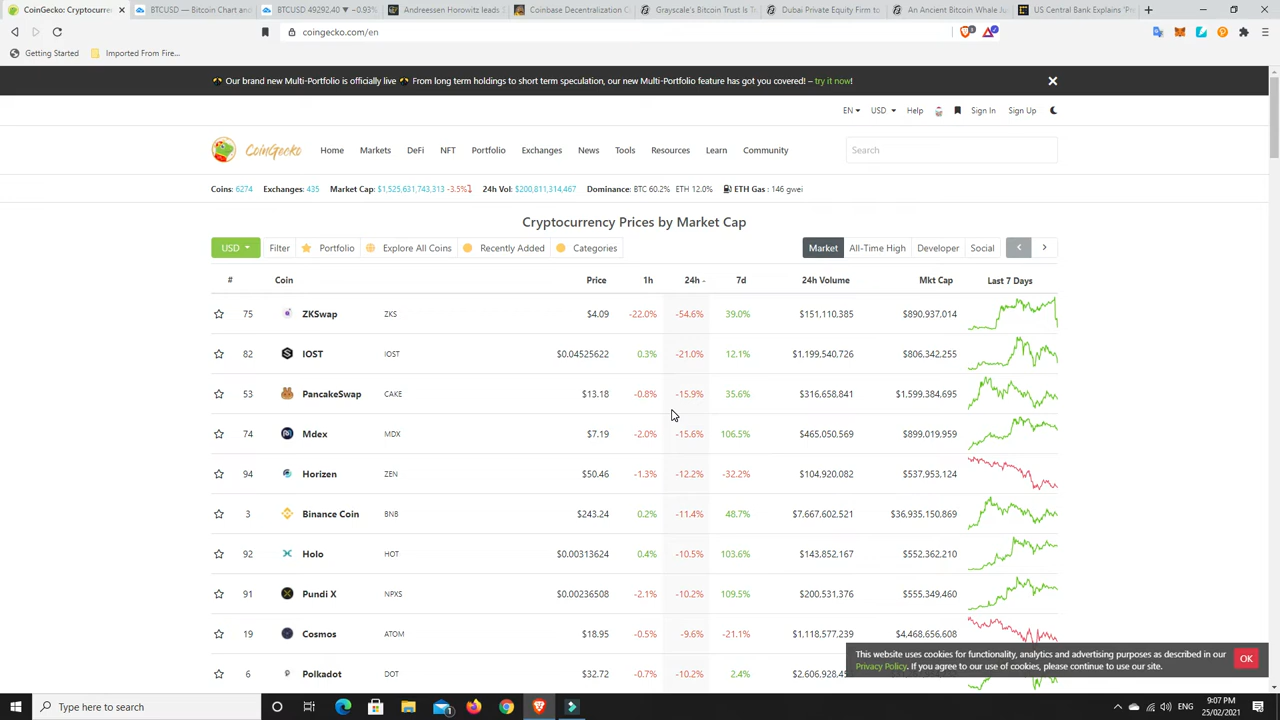 CoinGecko: Cryptocurren
BTCUSD — Bitcoin Chart and
BTCUSD 49292.40 ▼ −0.93%
Andreessen Horowitz leads
Coinbase Decentralization C
Grayscale's Bitcoin Trust Is T
Dubai Private Equity Firm to
An Ancient Bitcoin Whale Ju
US Central Bank Explains "Pr
coingecko.com/en
Getting Started
Imported From Fire...
Our brand new Multi-Portfolio is officially live
From long term holdings to short term speculation, our new Multi-Portfolio feature has got you covered! – try it now!
EN USD Help Sign In Sign Up
CoinGecko Home Markets DeFi NFT Portfolio Exchanges News Tools Resources Learn Community Search
Coins: 6274 Exchanges: 435 Market Cap: $1,525,631,743,313 -3.5% 24h Vol: $200,811,314,467 Dominance: BTC 60.2% ETH 12.0% ETH Gas : 146 gwei
Cryptocurrency Prices by Market Cap
USD Filter Portfolio Explore All Coins Recently Added Categories Market All-Time High Developer Social
# Coin Price 1h 24h 7d 24h Volume Mkt Cap Last 7 Days
75 ZKSwap ZKS $4.09 -22.0% -54.6% 39.0% $151,110,385 $890,937,014
82 IOST IOST $0.04525622 0.3% -21.0% 12.1% $1,199,540,726 $806,342,255
53 PancakeSwap CAKE $13.18 -0.8% -15.9% 35.6% $316,658,841 $1,599,384,695
74 Mdex MDX $7.19 -2.0% -15.6% 106.5% $465,050,569 $899,019,959
94 Horizen ZEN $50.46 -1.3% -12.2% -32.2% $104,920,082 $537,953,124
3 Binance Coin BNB $243.24 0.2% -11.4% 48.7% $7,667,602,521 $36,935,150,869
92 Holo HOT $0.00313624 0.4% -10.5% 103.6% $143,852,167 $552,362,210
91 Pundi X NPXS $0.00236508 -2.1% -10.2% 109.5% $200,531,376 $555,349,460
19 Cosmos ATOM $18.95 -0.5% -9.6% -21.1% $1,118,577,239 $4,468,656,608
6 Polkadot DOT $32.72 -0.7% -10.2% 2.4%
This website uses cookies for functionality, analytics and advertising purposes as described in our
Privacy Policy. If you agree to our use of cookies, please continue to use our site.
OK
Type here to search
ENG
9:07 PM
25/02/2021